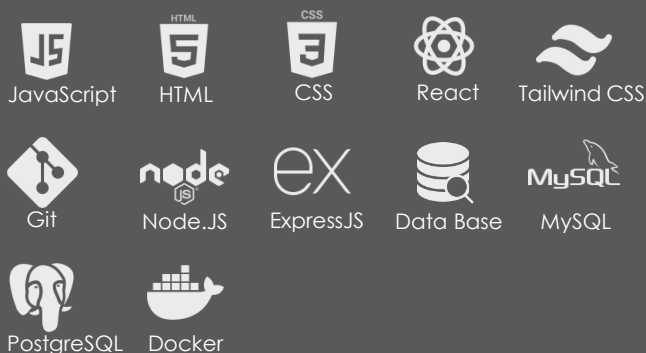 JS
HTML
5
CSS
3
JavaScript HTML CSS React Tailwind CSS
node
JS
ex
MySQL
Git Node.JS ExpressJS Data Base MySQL
PostgreSQL Docker